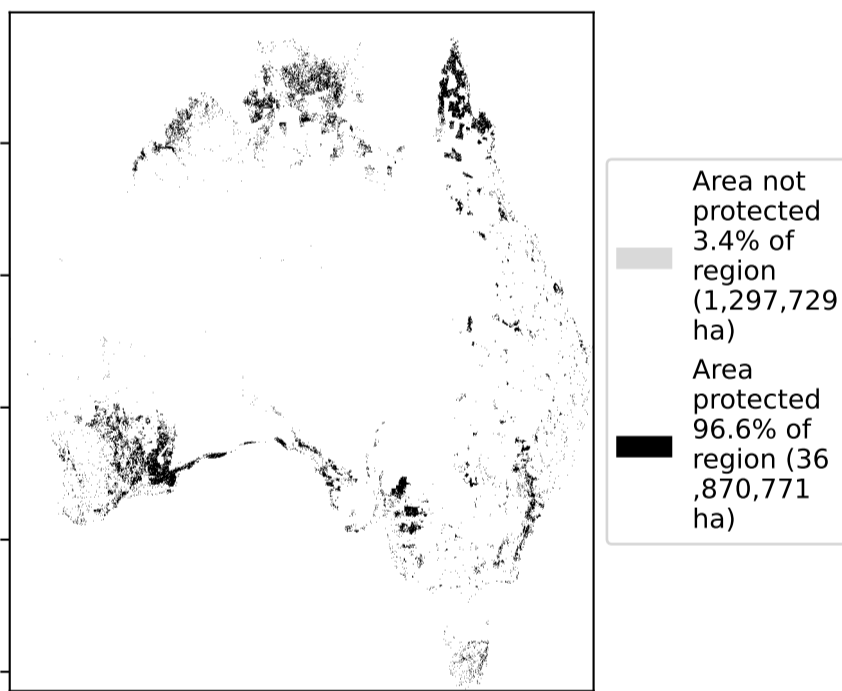 Area not
protected
3.4% of
region
(1,297,729
ha)
Area
protected
96.6% of
region (36
,870,771
ha)